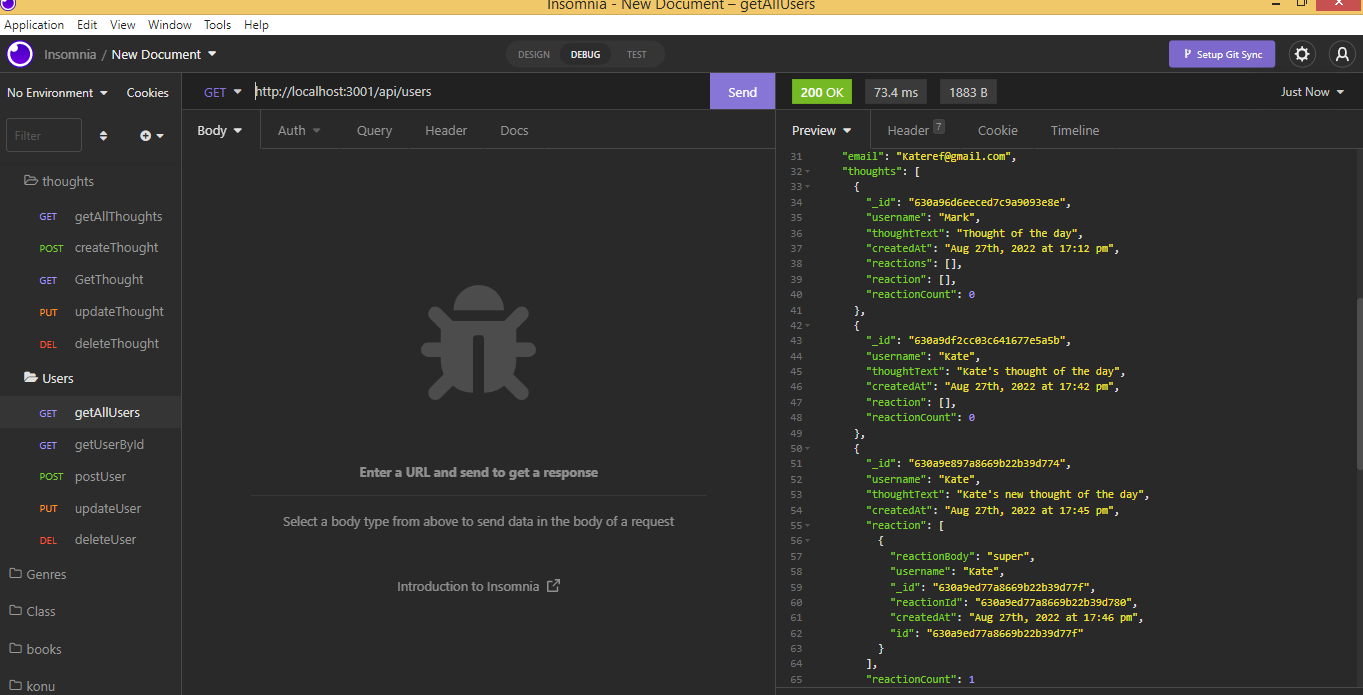 Insomnia - New Document – getAllUsers
Application Edit View Window Tools Help
Insomnia / New Document
DESIGN DEBUG TEST
Setup Git Sync
No Environment Cookies
GET http://localhost:3001/api/users Send
200 OK 73.4 ms 1883 B Just Now
Filter
Body Auth Query Header Docs
Preview Header 7 Cookie Timeline
thoughts
GET getAllThoughts
POST createThought
GET GetThought
PUT updateThought
DEL deleteThought
Users
GET getAllUsers
GET getUserById
POST postUser
PUT updateUser
DEL deleteUser
Genres
Class
books
konu
Enter a URL and send to get a response
Select a body type from above to send data in the body of a request
Introduction to Insomnia
31 "email": "Kateref@gmail.com",
32 "thoughts": [
33 {
34 "_id": "630a96d6eeced7c9a9093e8e",
35 "username": "Mark",
36 "thoughtText": "Thought of the day",
37 "createdAt": "Aug 27th, 2022 at 17:12 pm",
38 "reactions": [],
39 "reaction": [],
40 "reactionCount": 0
41 },
42 {
43 "_id": "630a9df2cc03c641677e5a5b",
44 "username": "Kate",
45 "thoughtText": "Kate's thought of the day",
46 "createdAt": "Aug 27th, 2022 at 17:42 pm",
47 "reaction": [],
48 "reactionCount": 0
49 },
50 {
51 "_id": "630a9e897a8669b22b39d774",
52 "username": "Kate",
53 "thoughtText": "Kate's new thought of the day",
54 "createdAt": "Aug 27th, 2022 at 17:45 pm",
55 "reaction": [
56 {
57 "reactionBody": "super",
58 "username": "Kate",
59 "_id": "630a9ed77a8669b22b39d77f",
60 "reactionId": "630a9ed77a8669b22b39d780",
61 "createdAt": "Aug 27th, 2022 at 17:46 pm",
62 "id": "630a9ed77a8669b22b39d77f"
63 }
64 ],
65 "reactionCount": 1